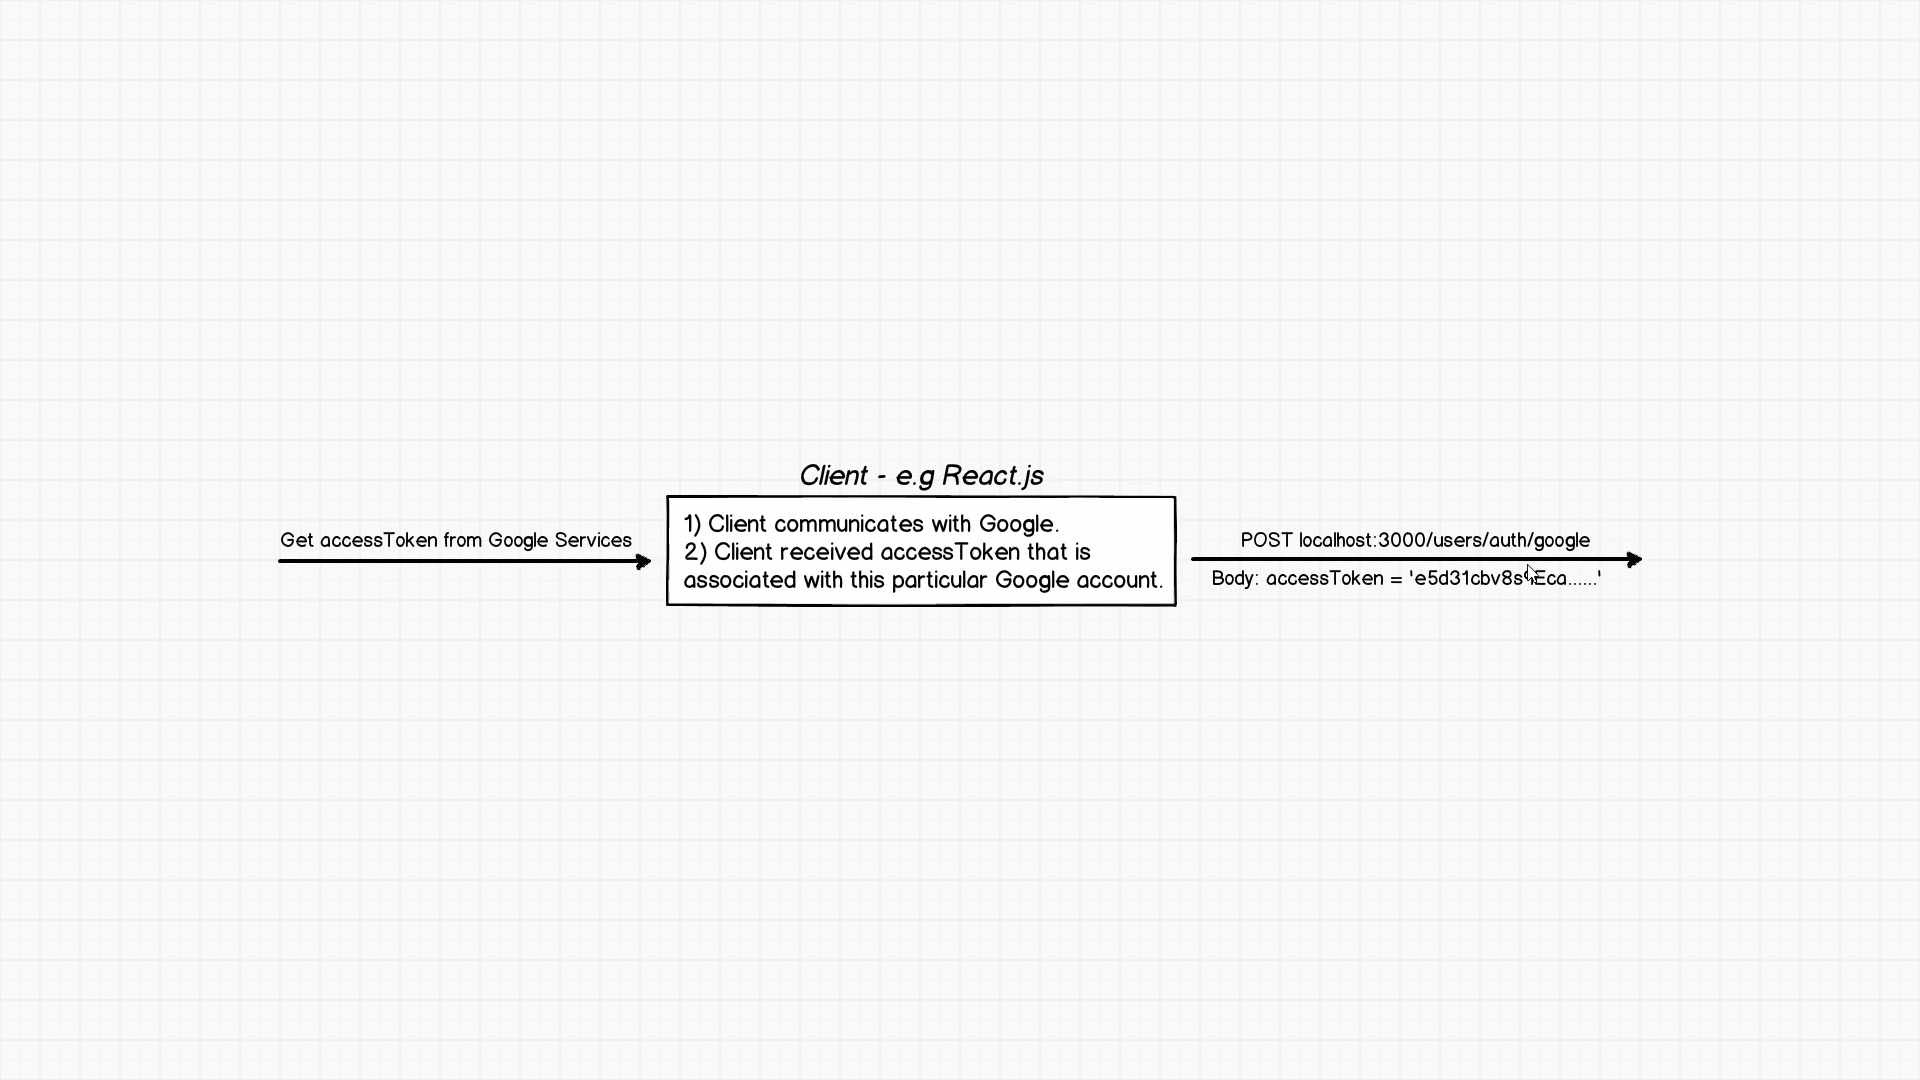 Client - e.g React.js
Get accessToken from Google Services
1) Client communicates with Google.
2) Client received accessToken that is
associated with this particular Google account.
POST localhost:3000/users/auth/google
Body: accessToken =